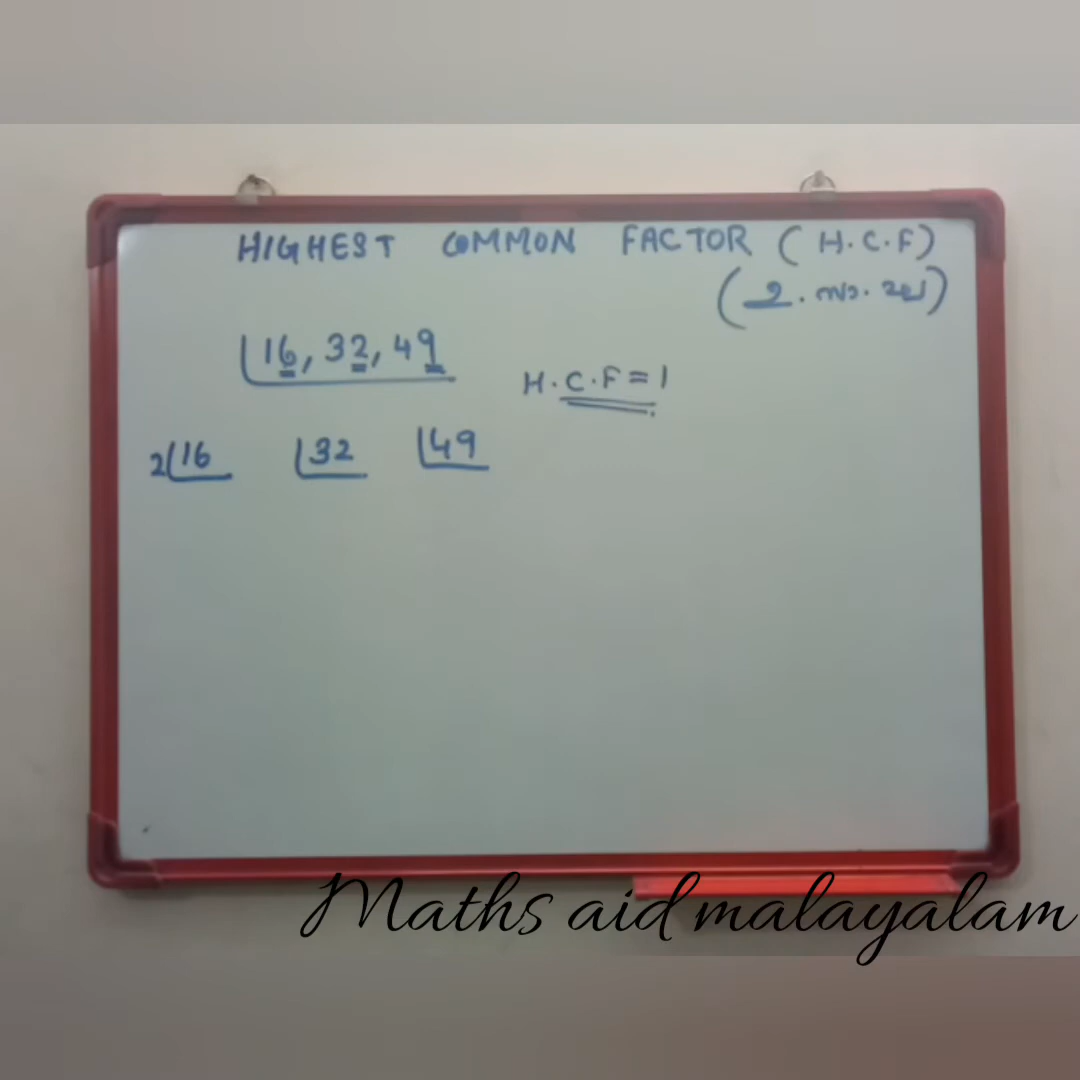 HIGHEST COMMON FACTOR (H.C.F)
(ഉ.സാ.ഘ)
16, 32, 49
H.C.F = 1
2 16 32 49
Maths aid malayalam